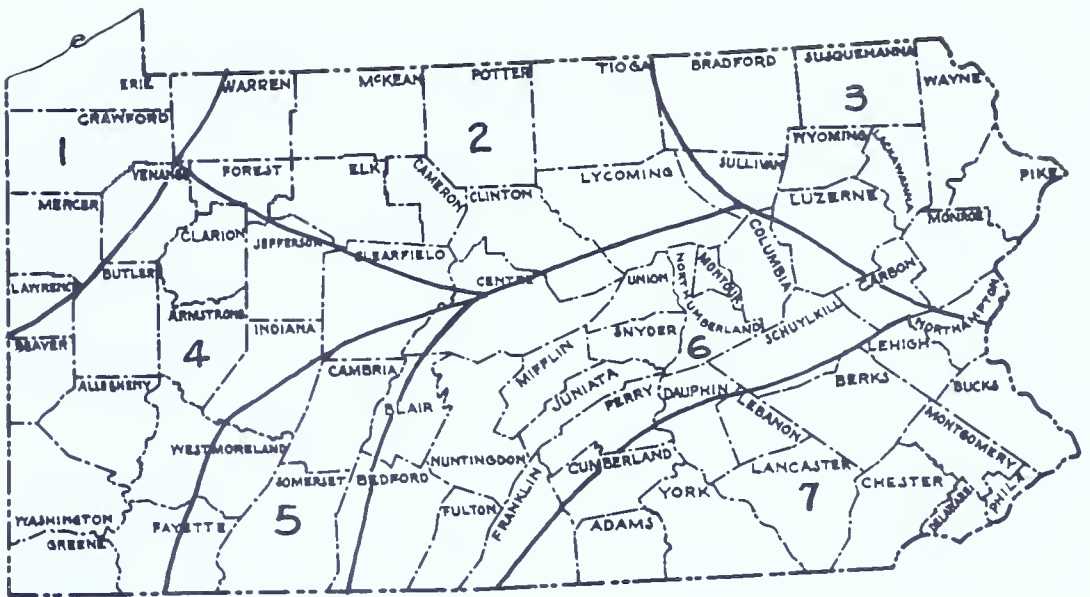 ERIE
WARREN
McKEAN
POTTER
TIOGA
BRADFORD
SUSQUEHANNA
WAYNE
CRAWFORD
1
2
3
WYOMING
LACKAWANNA
VENANGO
FOREST
ELK
CAMERON
CLINTON
LYCOMING
SULLIVAN
LUZERNE
PIKE
MERCER
MONROE
CLARION
JEFFERSON
CLEARFIELD
CENTRE
UNION
NORTHUMBERLAND
MONTOUR
COLUMBIA
CARBON
LAWRENCE
BUTLER
ARMSTRONG
INDIANA
SNYDER
SCHUYLKILL
NORTHAMPTON
BEAVER
4
6
LEHIGH
ALLEGHENY
CAMBRIA
BLAIR
MIFFLIN
JUNIATA
PERRY
DAUPHIN
LEBANON
BERKS
BUCKS
WESTMORELAND
HUNTINGDON
CUMBERLAND
MONTGOMERY
SOMERSET
BEDFORD
FULTON
FRANKLIN
YORK
LANCASTER
CHESTER
DELAWARE
PHILA
WASHINGTON
GREENE
FAYETTE
5
ADAMS
7